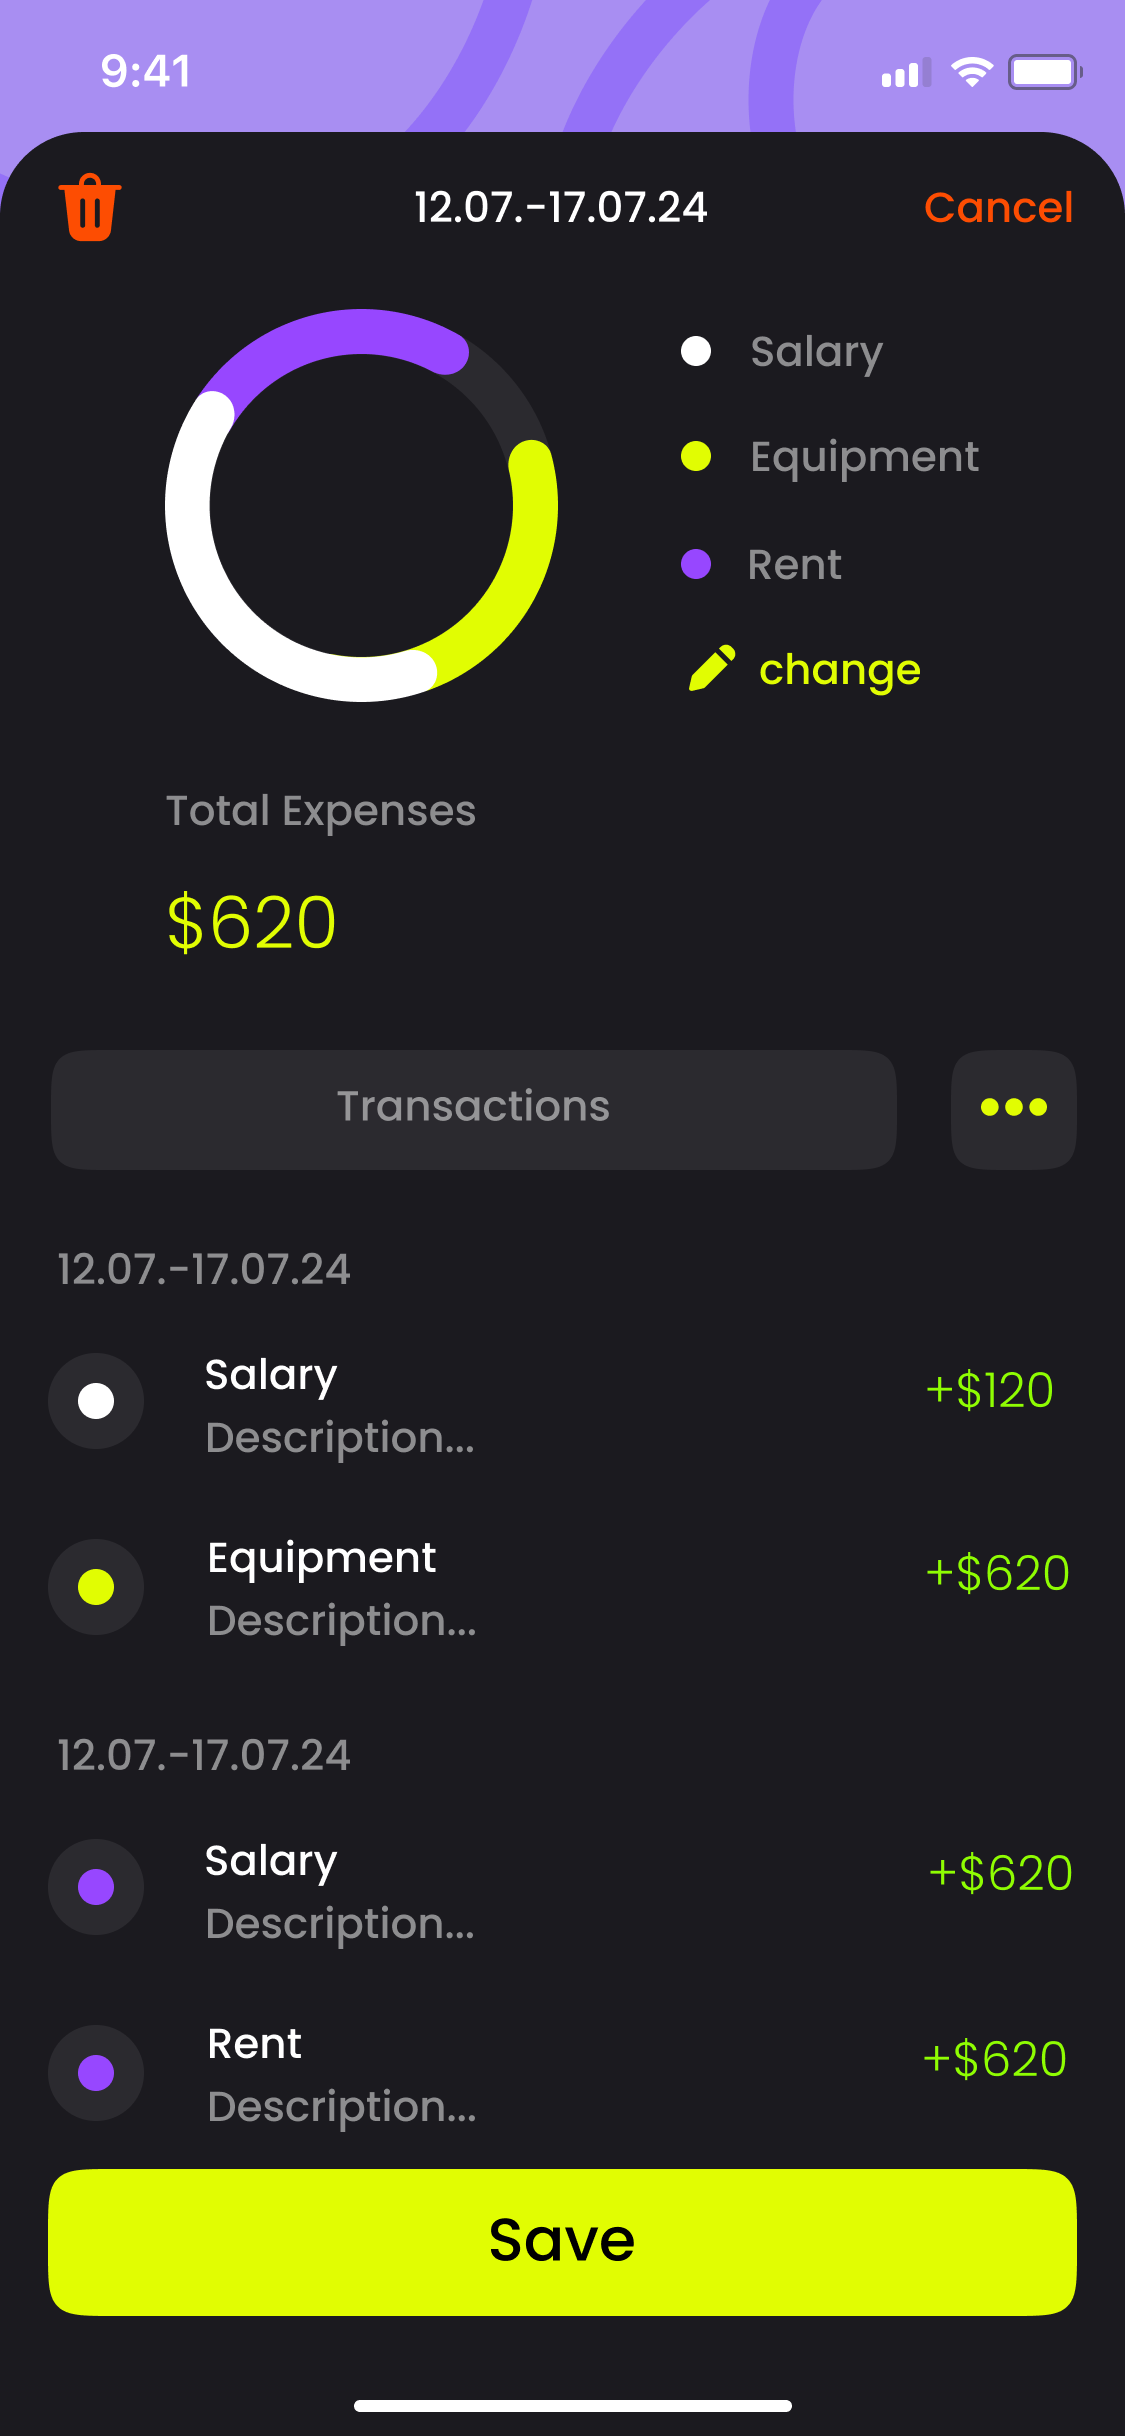 9:41
12.07.-17.07.24
Cancel
Salary
Equipment
Rent
change
Total Expenses
$620
Transactions
12.07.-17.07.24
Salary
+$120
Description...
Equipment
+$620
Description...
12.07.-17.07.24
Salary
+$620
Description...
Rent
+$620
Description...
Save